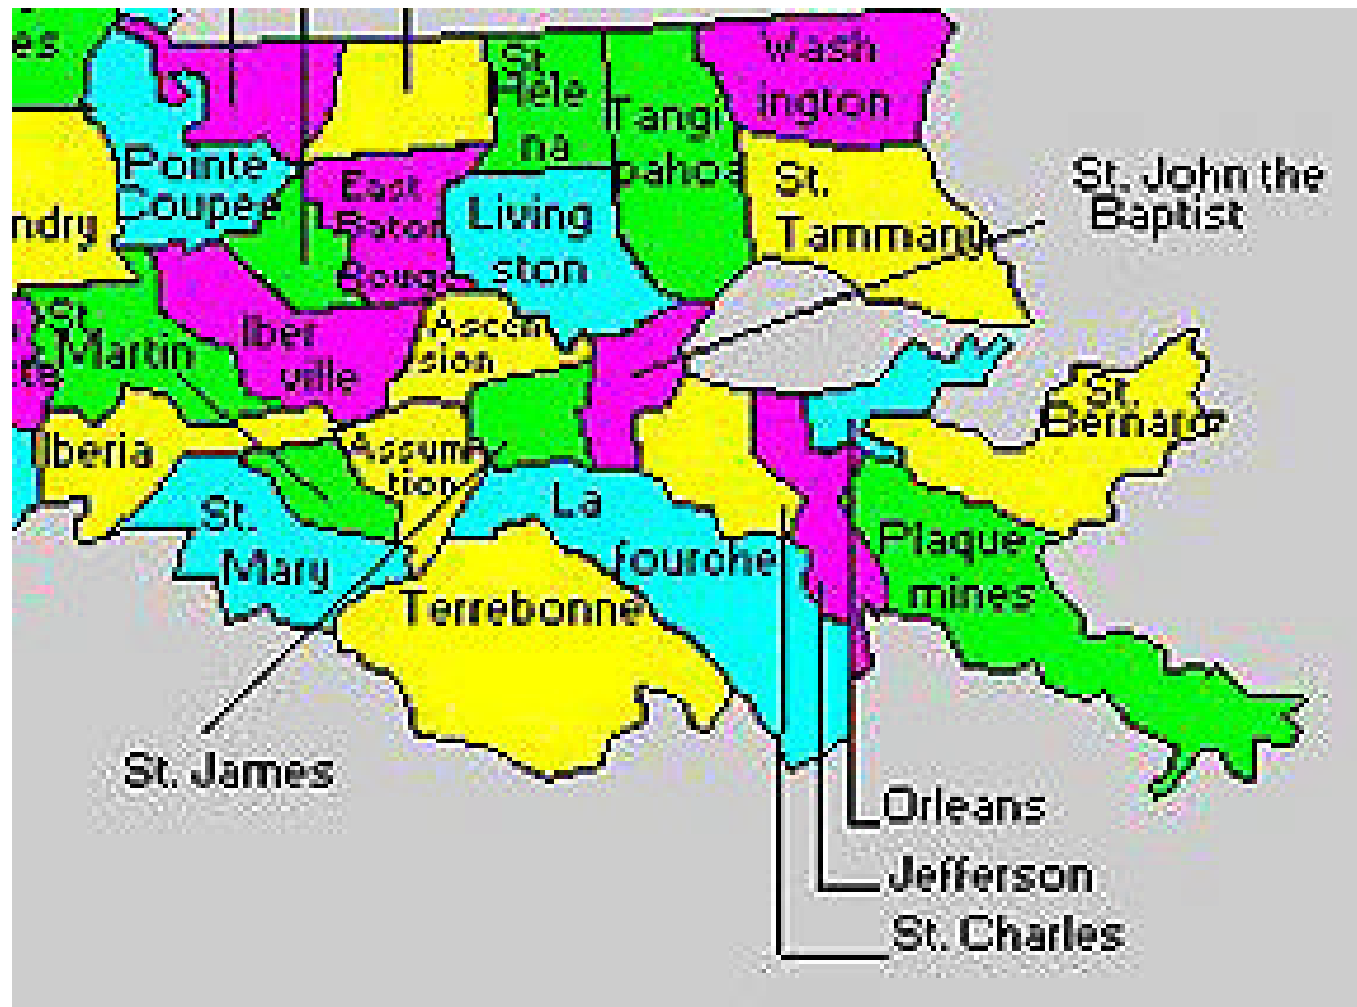 es
St.
Hele
na
Tangi
pahoa
Wash
ington
Pointe
Coupee
East
Baton
Rouge
Living
ston
St.
Tammany
St. John the
Baptist
ndry
St.
Martin
Iber
ville
Ascen
sion
Iberia
Assum
tion
St.
Bernard
St.
Mary
La
fourche
Plaque
mines
Terrebonne
St. James
Orleans
Jefferson
St. Charles